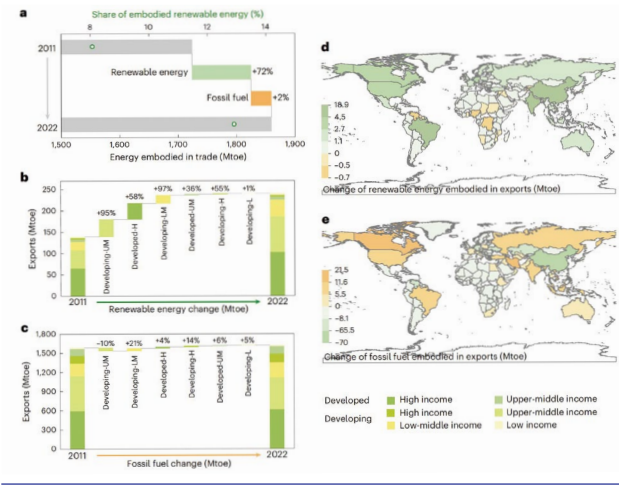 a
Share of embodied renewable energy (%)
8 10 12 14
2011
Renewable energy +72%
Fossil fuel +2%
2022
1,500 1,600 1,700 1,800 1,900
Energy embodied in trade (Mtoe)
b
Exports (Mtoe)
250
200
150
100
50
0
+95%
+58%
+97%
+36%
+55%
+1%
Developing-UM
Developed-H
Developing-LM
Developed-UM
Developing-H
Developing-L
2011 2022
Renewable energy change (Mtoe)
c
Exports (Mtoe)
1,800
1,500
1,200
900
600
300
0
-10%
+21%
+4%
+14%
+6%
+5%
Developing-UM
Developing-LM
Developed-H
Developing-H
Developed-UM
Developing-L
2011 2022
Fossil fuel change (Mtoe)
d
18.9
4.5
2.7
1.1
0
-0.5
-0.7
Change of renewable energy embodied in exports (Mtoe)
e
21.5
11.6
5.5
0
-8.1
-65.5
-70
Change of fossil fuel embodied in exports (Mtoe)
Developed High income Upper-middle income
Developing High income Upper-middle income
Low-middle income Low income